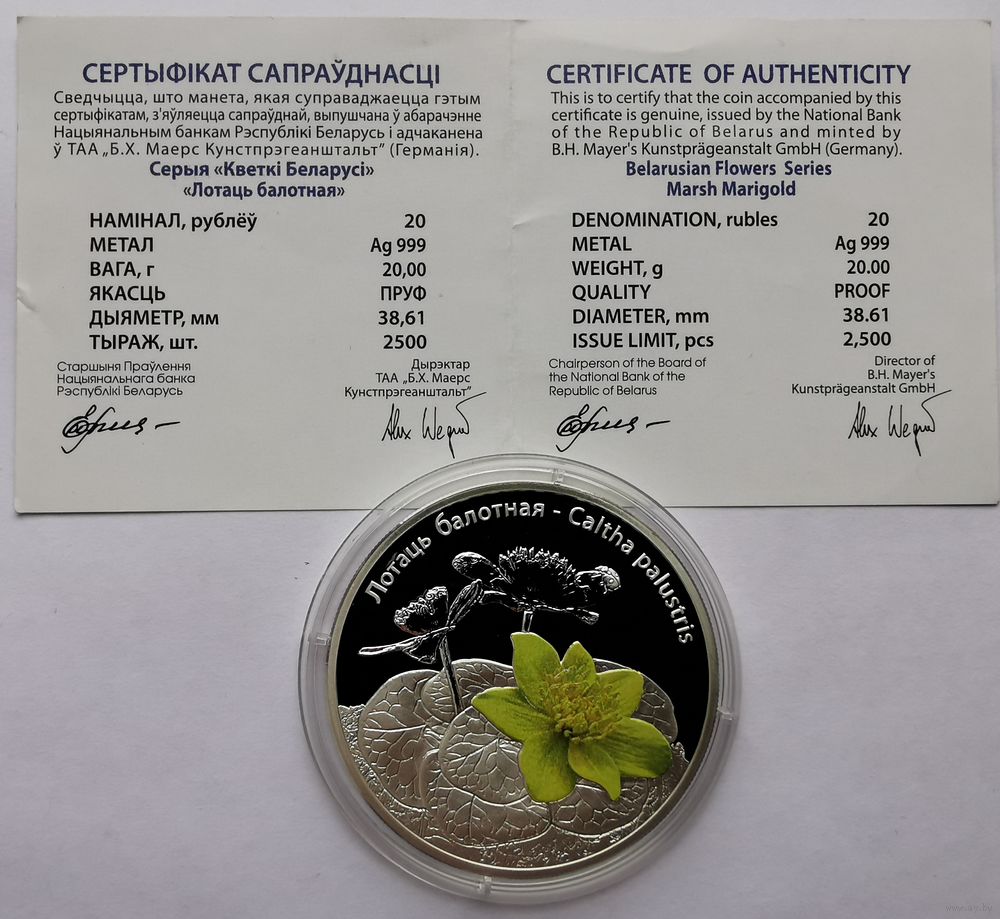 СЕРТЫФІКАТ САПРАЎДНАСЦІ
Сведчыцца, што манета, якая суправаджаецца гэтым
сертыфікатам, з'яўляецца сапраўднай, выпушчана ў абарачэнне
Нацыянальным банкам Рэспублікі Беларусь і адчаканена
ў ТАА „Б.Х. Маерс Кунстпрэгеанштальт” (Германія).
Серыя «Кветкі Беларусі»
«Лотаць балотная»
НАМІНАЛ, рублёў 20
МЕТАЛ Ag 999
ВАГА, г 20,00
ЯКАСЦЬ ПРУФ
ДЫЯМЕТР, мм 38,61
ТЫРАЖ, шт. 2500
Старшыня Праўлення
Нацыянальнага банка
Рэспублікі Беларусь
Дырэктар
ТАА „Б.Х. Маерс
Кунстпрэгеанштальт”
CERTIFICATE OF AUTHENTICITY
This is to certify that the coin accompanied by this
certificate is genuine, issued by the National Bank
of the Republic of Belarus and minted by
B.H. Mayer's Kunstprägeanstalt GmbH (Germany).
Belarusian Flowers Series
Marsh Marigold
DENOMINATION, rubles 20
METAL Ag 999
WEIGHT, g 20.00
QUALITY PROOF
DIAMETER, mm 38.61
ISSUE LIMIT, pcs 2,500
Chairperson of the Board of
the National Bank of the
Republic of Belarus
Director of
B.H. Mayer's
Kunstprägeanstalt GmbH
Лотаць балотная - Caltha palustris